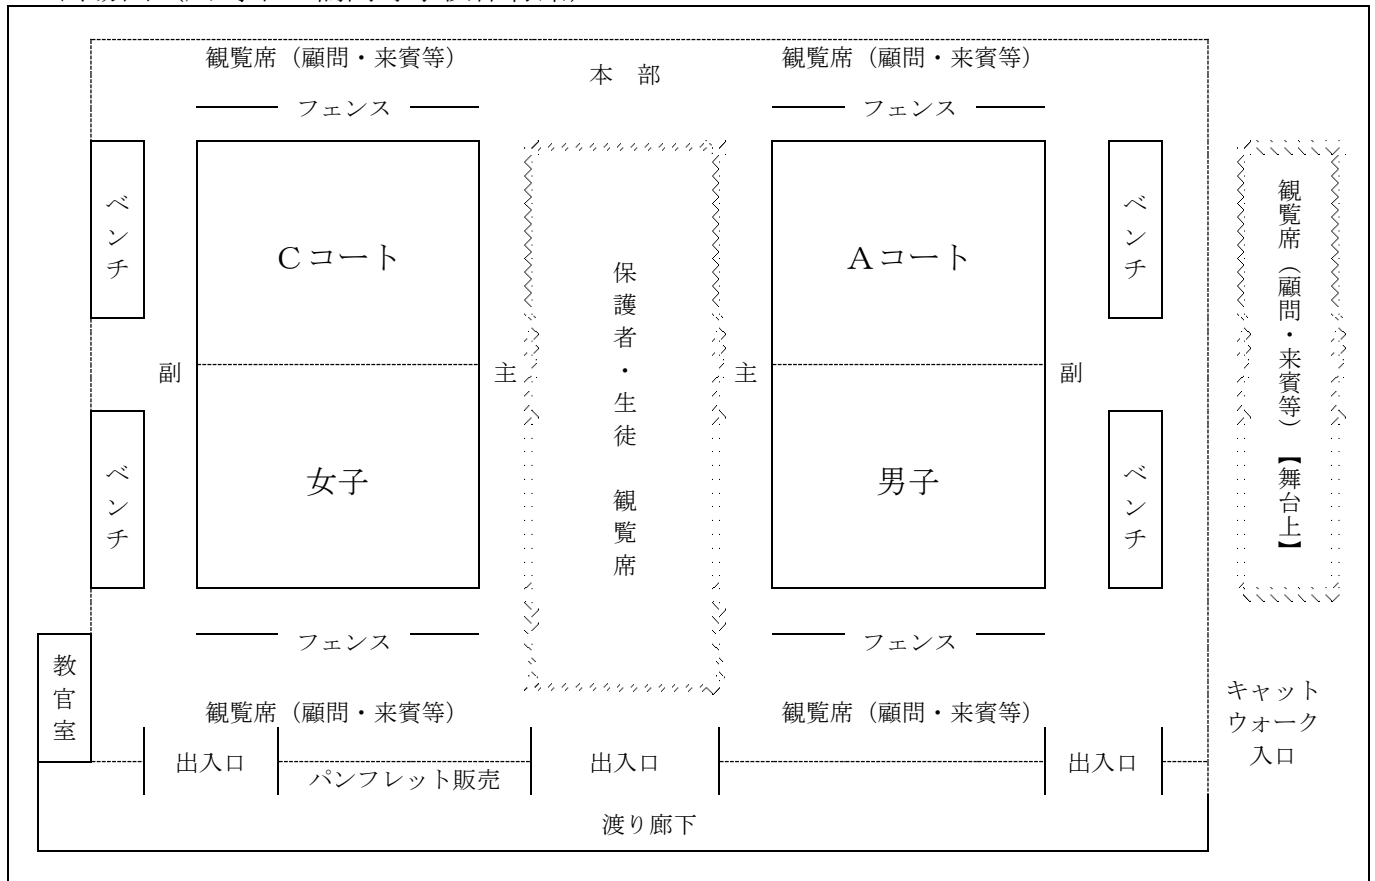 観覧席（顧問・来賓等）
本　部
観覧席（顧問・来賓等）
フェンス
フェンス
ベンチ
Ｃコート
保護者・生徒　観覧席
Ａコート
ベンチ
観覧席（顧問・来賓等）【舞台上】
副
主
主
副
ベンチ
女子
男子
ベンチ
フェンス
フェンス
教官室
観覧席（顧問・来賓等）
観覧席（顧問・来賓等）
キャット
ウォーク
入口
出入口
パンフレット販売
出入口
出入口
渡り廊下